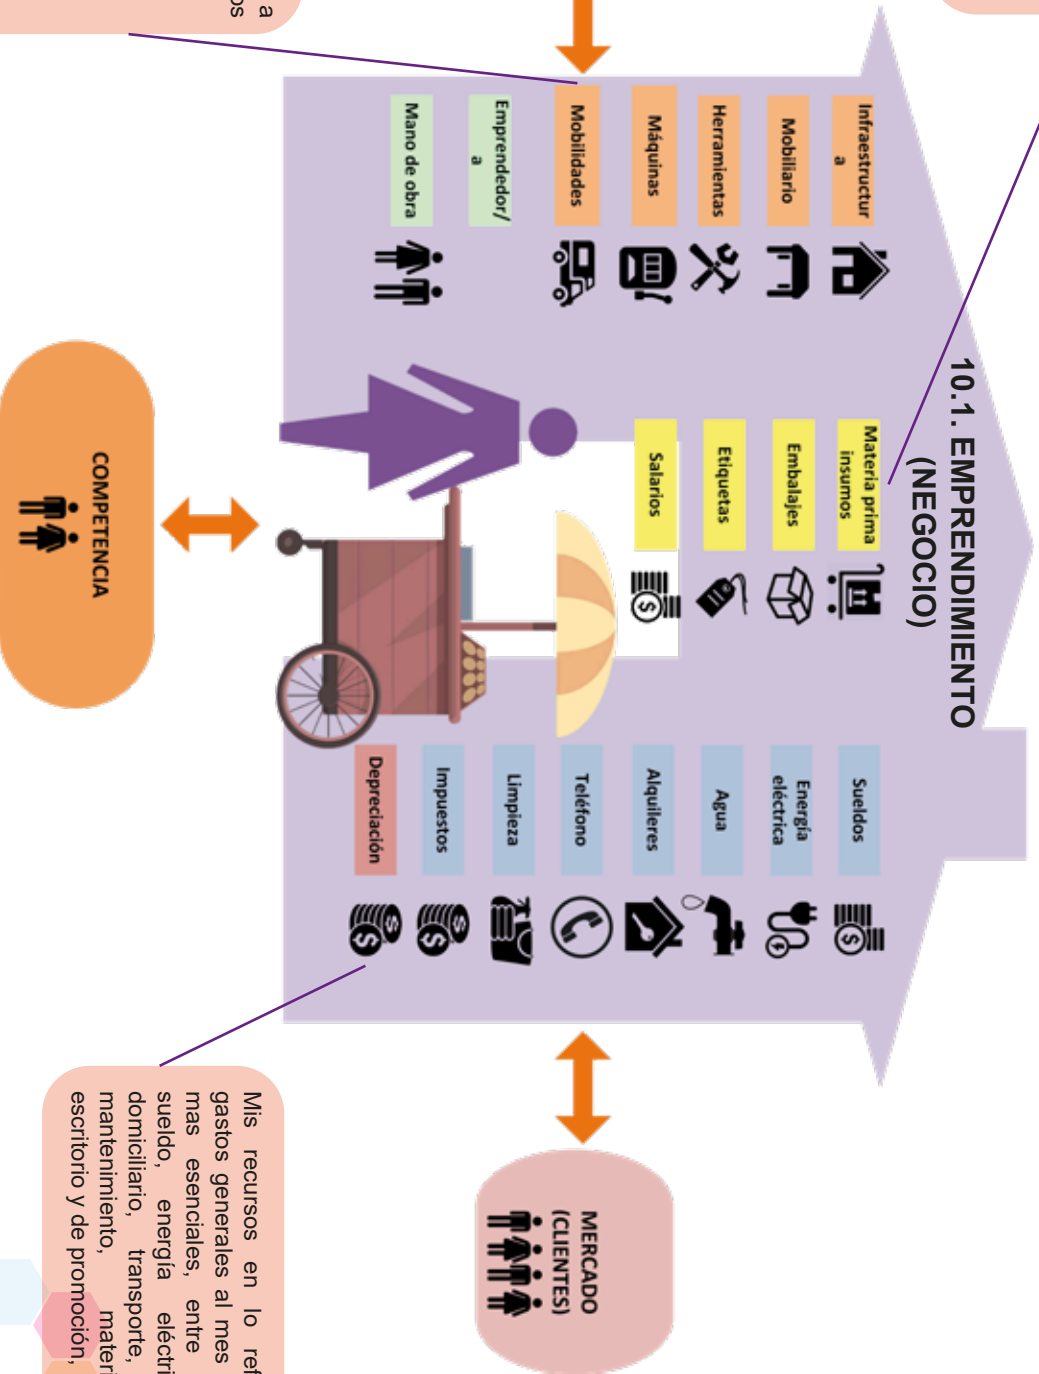 a
os
10.1. EMPRENDIMIENTO
(NEGOCIO)
Infraestructur
a
Mobiliario
Herramientas
Máquinas
Mobilidades
Emprendedor/
a
Mano de obra
Materia prima
insumos
Embalajes
Etiquetas
Salarios
Sueldos
Energía
eléctrica
Agua
Alquileres
Teléfono
Limpieza
Impuestos
Depreciación
COMPETENCIA
MERCADO
(CLIENTES)
Mis recursos en lo ref
gastos generales al mes
mas esenciales, entre
sueldo, energía eléctri
domiciliario, transporte,
mantenimiento, materi
escritorio y de promoción,